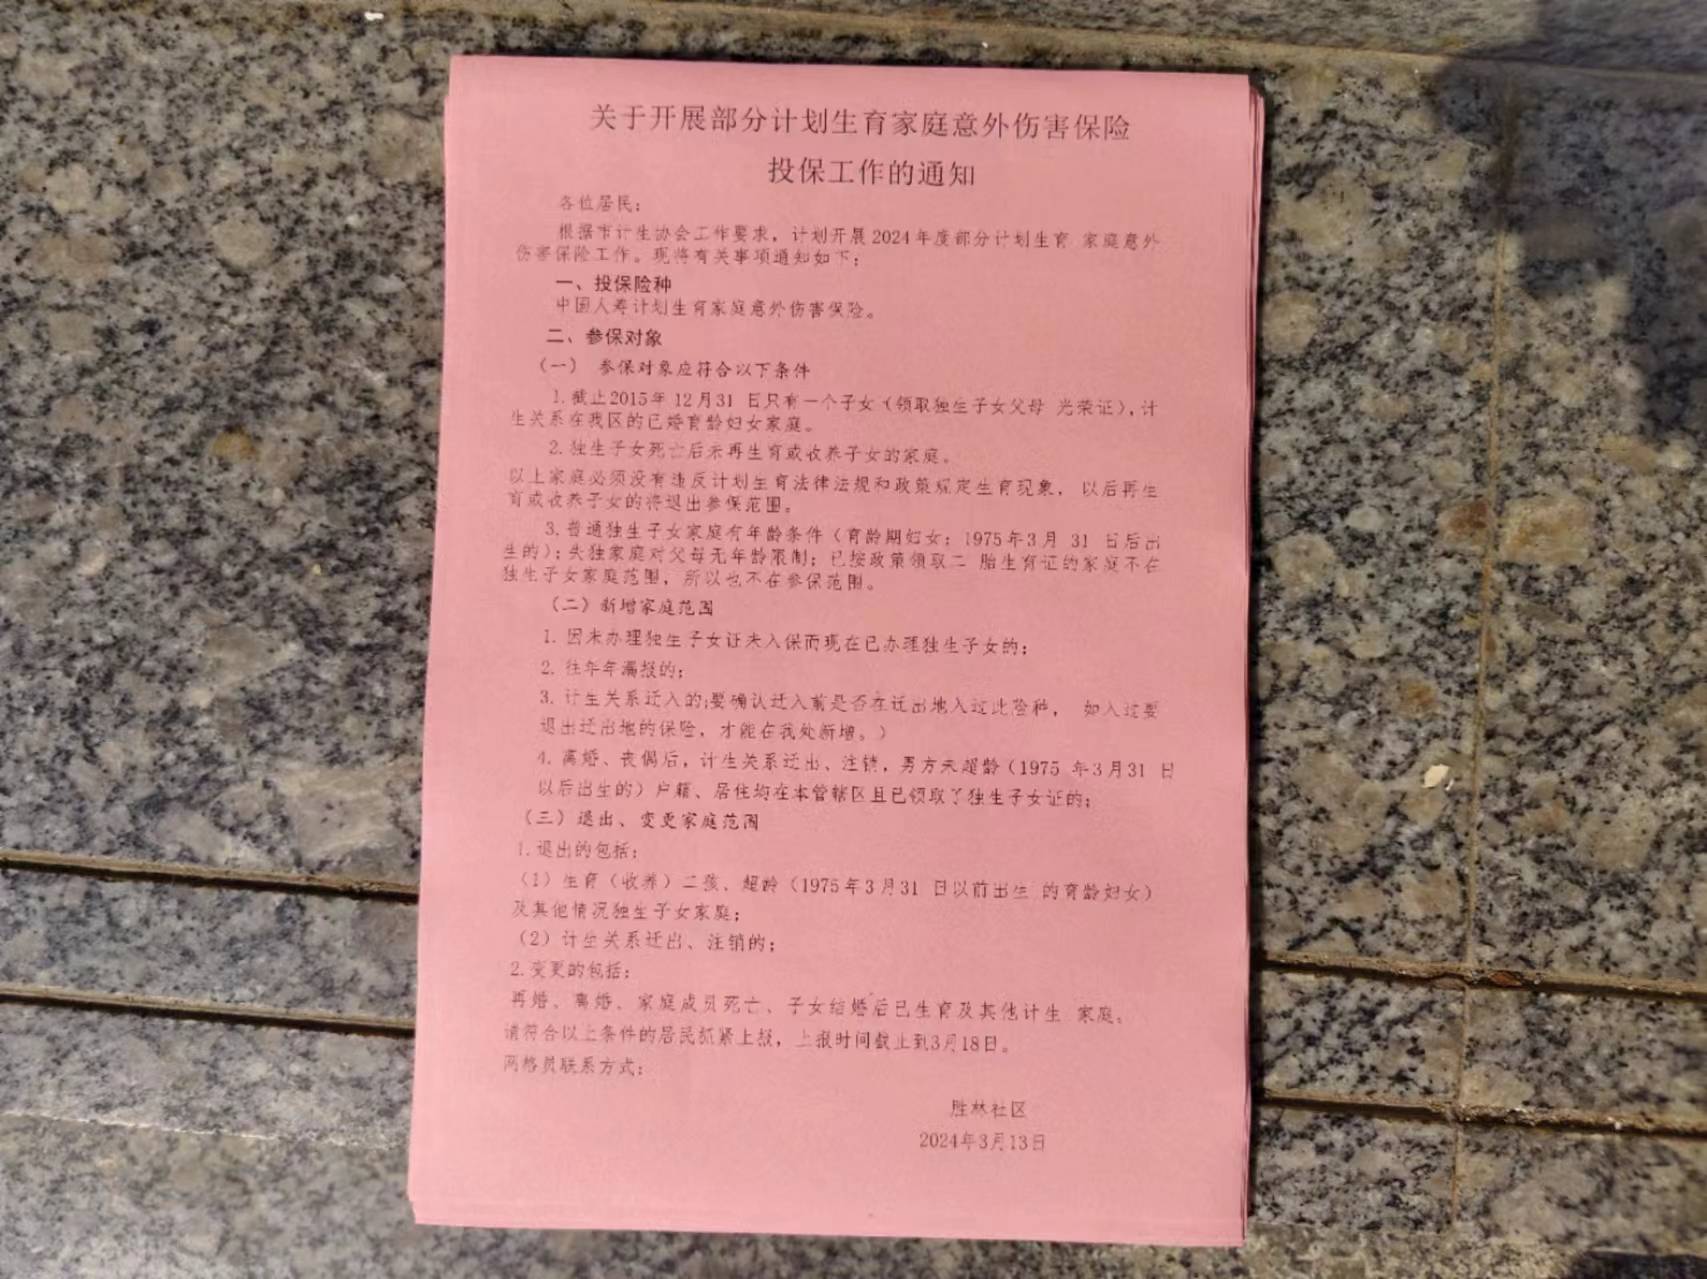 关于开展部分计划生育家庭意外伤害保险
投保工作的通知
各位居民：
根据市计生协会工作要求，计划开展2024年度部分计划生育 家庭意外
伤害保险工作。现将有关事项通知如下：
一、投保险种
中国人寿计划生育家庭意外伤害保险。
二、参保对象
（一） 参保对象应符合以下条件
1.截止2015年12月31 日只有一个子女（领取独生子女父母 光荣证），计
生关系在我区的已婚育龄妇女家庭。
2.独生子女死亡后未再生育或收养子女的家庭。
以上家庭必须没有违反计划生育法律法规和政策规定生育现象， 以后再生
育或收养子女的将退出参保范围。
3.普通独生子女家庭有年龄条件（育龄期妇女：1975年3月 31 日后出
生的）；失独家庭对父母无年龄限制；已按政策领取二 胎生育证的家庭不在
独生子女家庭范围，所以也不在参保范围。
（二）新增家庭范围
1. 因未办理独生子女证未入保而现在已办理独生子女的；
2. 往年年漏报的；
3. 计生关系迁入的;要确认迁入前是否在迁出地入过此险种， 如入过要
退出迁出地的保险，才能在我处新增。）
4. 离婚、丧偶后，计生关系迁出、注销，男方未超龄（1975 年3月31 日
以后出生的）户籍、居住均在本管辖区且已领取了独生子女证的；
（三）退出、变更家庭范围
1.退出的包括：
（1）生育（收养）二孩、超龄（1975年3月31 日以前出生 的育龄妇女）
及其他情况独生子女家庭；
（2）计生关系迁出、注销的；
2.变更的包括：
再婚、离婚、家庭成员死亡、子女结婚后已生育及其他计生 家庭。
请符合以上条件的居民抓紧上报，上报时间截止到3月18日。
网格员联系方式：
胜林社区
2024年3月13日